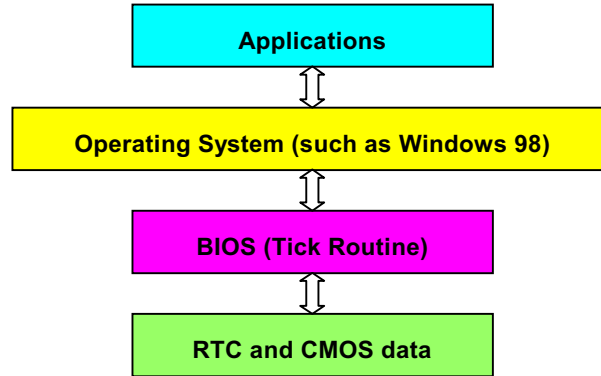 Applications
Operating System (such as Windows 98)
BIOS (Tick Routine)
RTC and CMOS data